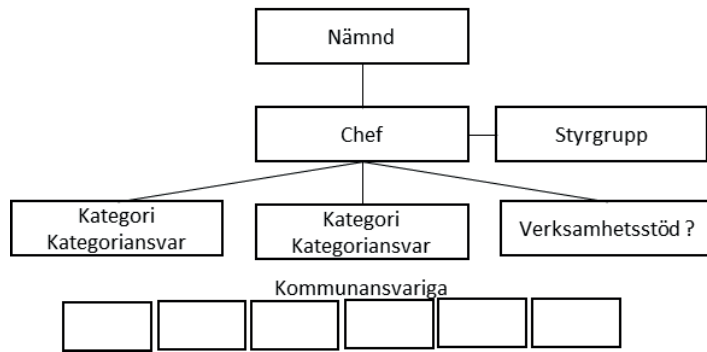 Nämnd
Chef
Styrgrupp
Kategori
Kategoriansvar
Kategori
Kategoriansvar
Verksamhetsstöd ?
Kommunansvariga